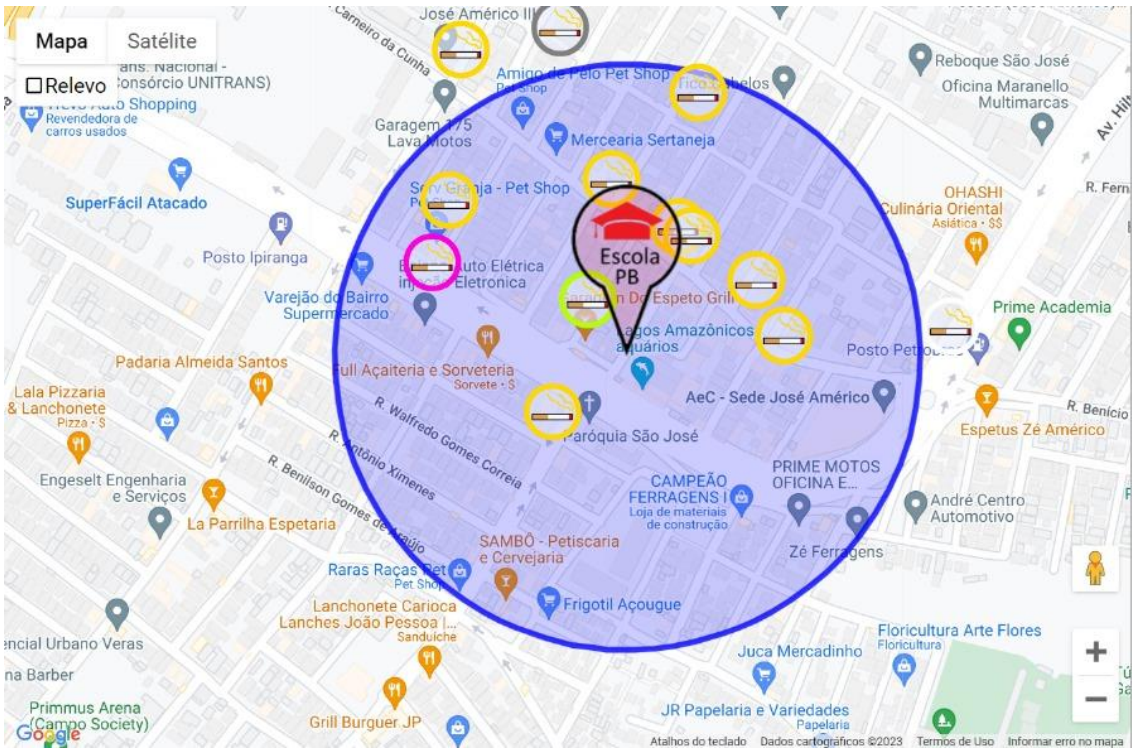 Mapa
Satélite
Relevo
José Américo III
Carneiro da Cunha
ans. Nacional -
Consórcio UNITRANS)
Trevo Auto Shopping
Revendedora de
carros usados
Amigo de Pelo Pet Shop
Pet Shop
Reboque São José
Oficina Maranello
Multimarcas
Av. Hil
Garagem 175
Lava Motos
Mercearia Sertaneja
SuperFácil Atacado
Serv Granja - Pet Shop
R. Fern
OHASHI
Culinária Oriental
Asiática · $$
Posto Ipiranga
Escola
PB
Auto Elétrica
injeção Eletronica
Varejão do Bairro
Supermercado
Do Espeto Grill
Prime Academia
Lagos Amazônicos
aquários
Posto Petrobras
Padaria Almeida Santos
Full Açaiteria e Sorveteria
Sorvete · $
Lala Pizzaria
& Lanchonete
Pizza · $
AeC - Sede José Américo
R. Benício
Espetus Zé Américo
R. Walfredo Gomes Correia
Paróquia São José
R. Antônio Ximenes
R. Benilson Gomes de Araújo
Engeselt Engenharia
e Serviços
CAMPEÃO
FERRAGENS I
Loja de materiais
de construção
PRIME MOTOS
OFICINA E...
André Centro
Automotivo
La Parrilha Espetaria
SAMBÔ - Petiscaria
e Cervejaria
Zé Ferragens
Raras Raças Pet
Pet Shop
Frigotil Açougue
Lanchonete Carioca
Lanches João Pessoa |...
Sanduíche
Floricultura Arte Flores
Floricultura
encial Urbano Veras
Juca Mercadinho
na Barber
Primmus Arena
(Campo Society)
Grill Burguer JP
JR Papelaria e Variedades
Papelaria
Google
Atalhos do teclado
Dados cartográficos ©2023
Termos de Uso
Informar erro no mapa